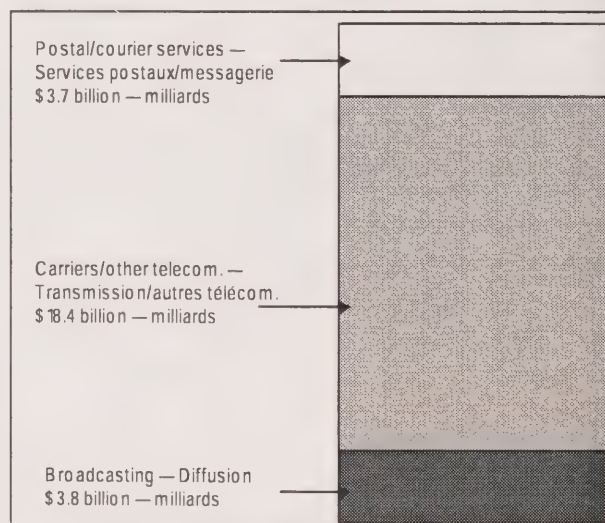 Postal/courier services —
Services postaux/messagerie
$3.7 billion — milliards
Carriers/other telecom. —
Transmission/autres télécom.
$18.4 billion — milliards
Broadcasting — Diffusion
$3.8 billion — milliards